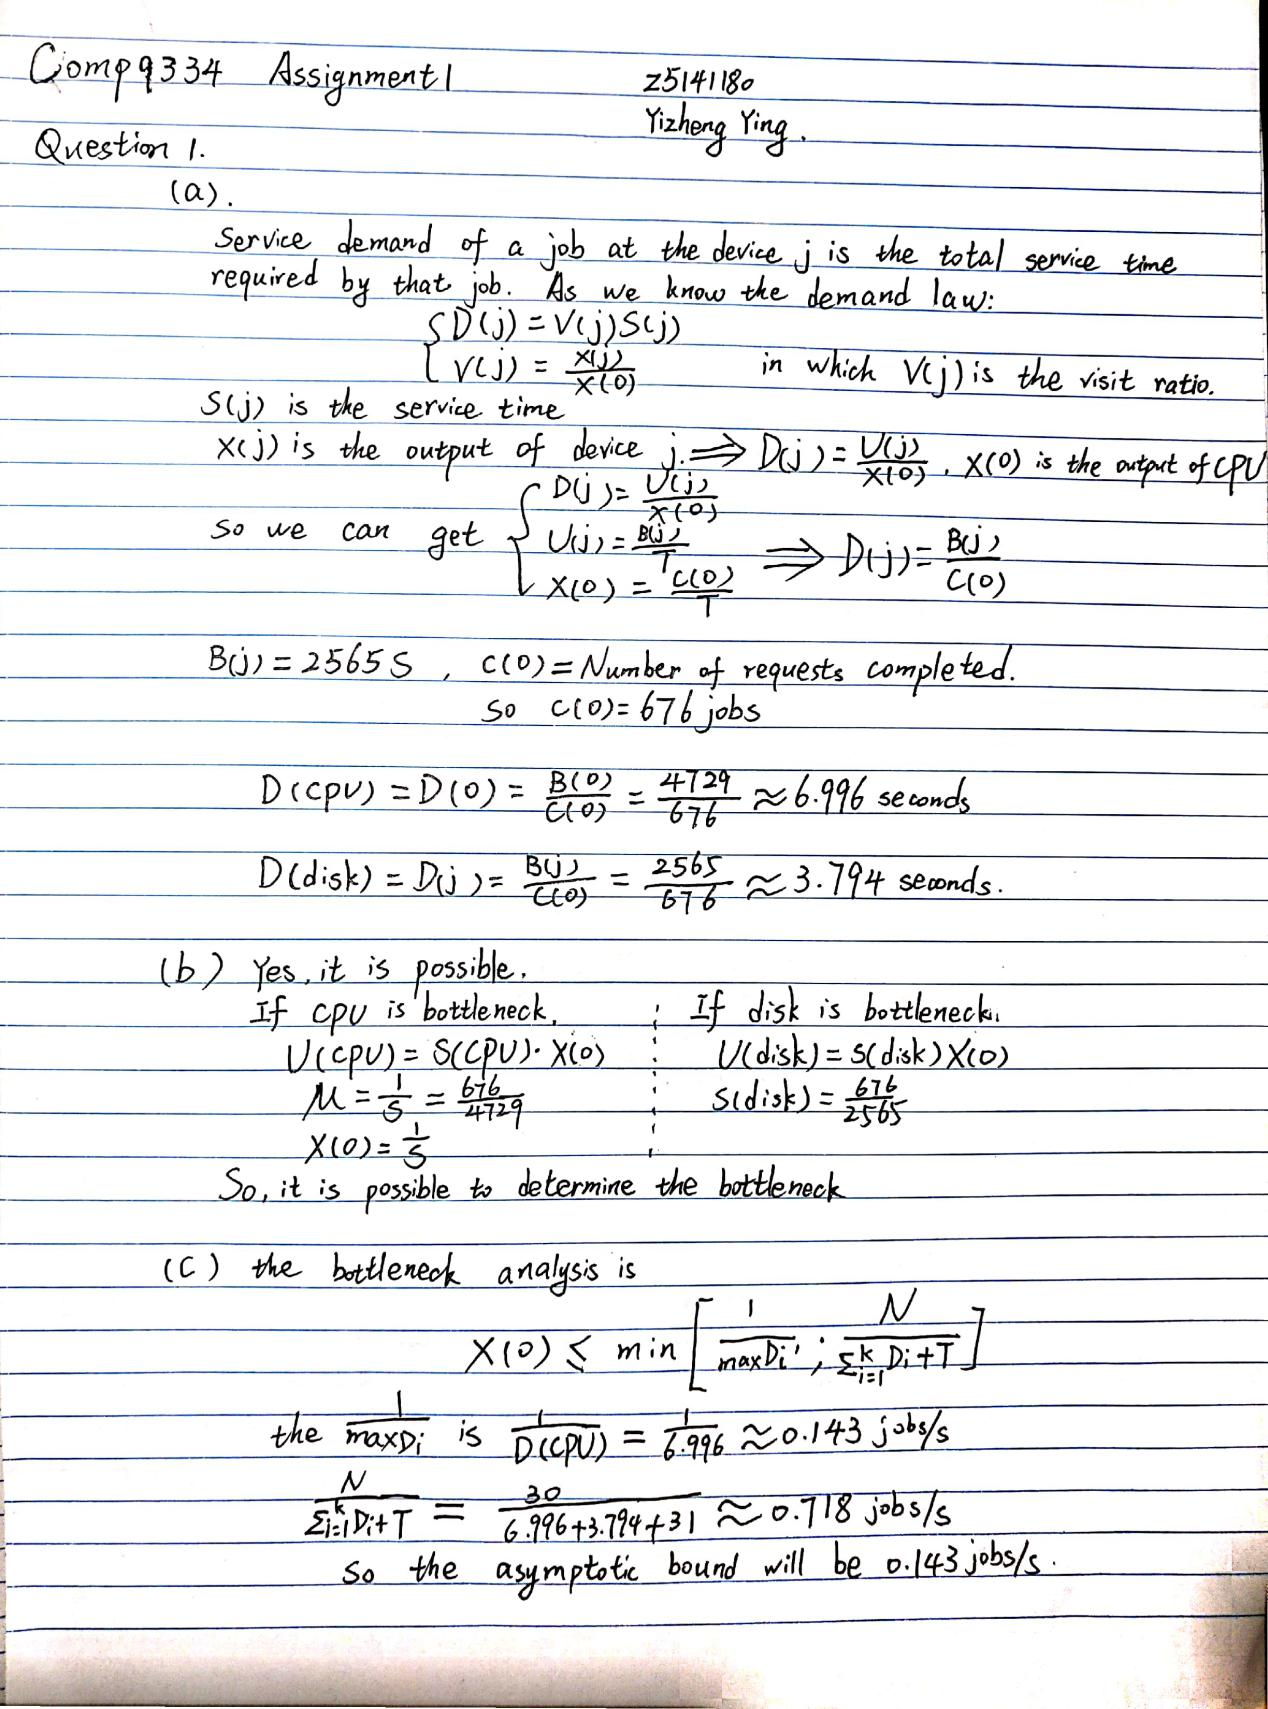 Comp9334 Assignment 1 z5141180
Yizheng Ying.
Question 1.
(a).
Service demand of a job at the device j is the total service time
required by that job. As we know the demand law:
{ D(j) = V(j)S(j)
V(j) = X(j)/X(0) in which V(j) is the visit ratio.
S(j) is the service time
X(j) is the output of device j. ⇒ D(j) = U(j)/X(0) , X(0) is the output of CPU
So we can get { D(j) = U(j)/X(0)
U(j) = B(j)/T ⇒ D(j) = B(j)/C(0)
X(0) = C(0)/T
B(j) = 2565 S , C(0) = Number of requests completed.
So C(0) = 676 jobs
D(CPU) = D(0) = B(0)/C(0) = 4729/676 ≈ 6.996 seconds
D(disk) = D(j) = B(j)/C(0) = 2565/676 ≈ 3.794 seconds.
(b) Yes, it is possible.
If CPU is bottleneck, If disk is bottleneck.
U(CPU) = S(CPU)·X(0) U(disk) = S(disk)X(0)
M = 1/S = 676/4729 S(disk) = 676/2565
X(0) = 1/S
So, it is possible to determine the bottleneck
(C) the bottleneck analysis is
X(0) ≤ min [ 1/max Di' ; N/(Σ_{i=1}^{k} Di + T) ]
the 1/max Di is 1/D(CPU) = 1/6.996 ≈ 0.143 jobs/s
N/(Σ_{i=1}^{k} Di + T) = 30/(6.996+3.794+31) ≈ 0.718 jobs/s
So the asymptotic bound will be 0.143 jobs/s.